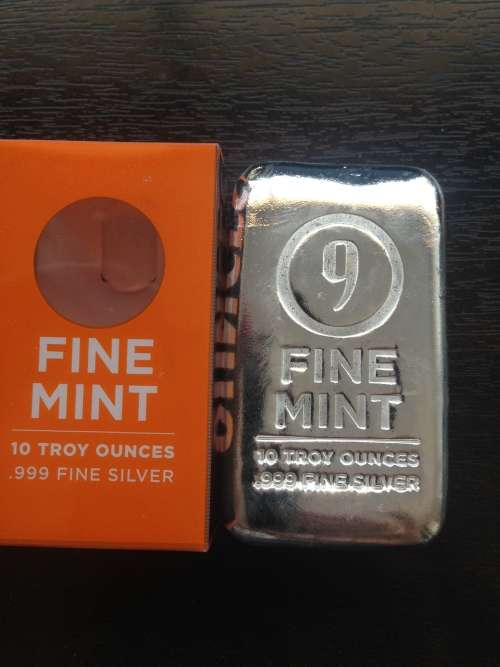 FINE
MINT
10 TROY OUNCES
.999 FINE SILVER
9
FINE
MINT
10 TROY OUNCES
.999 FINE SILVER